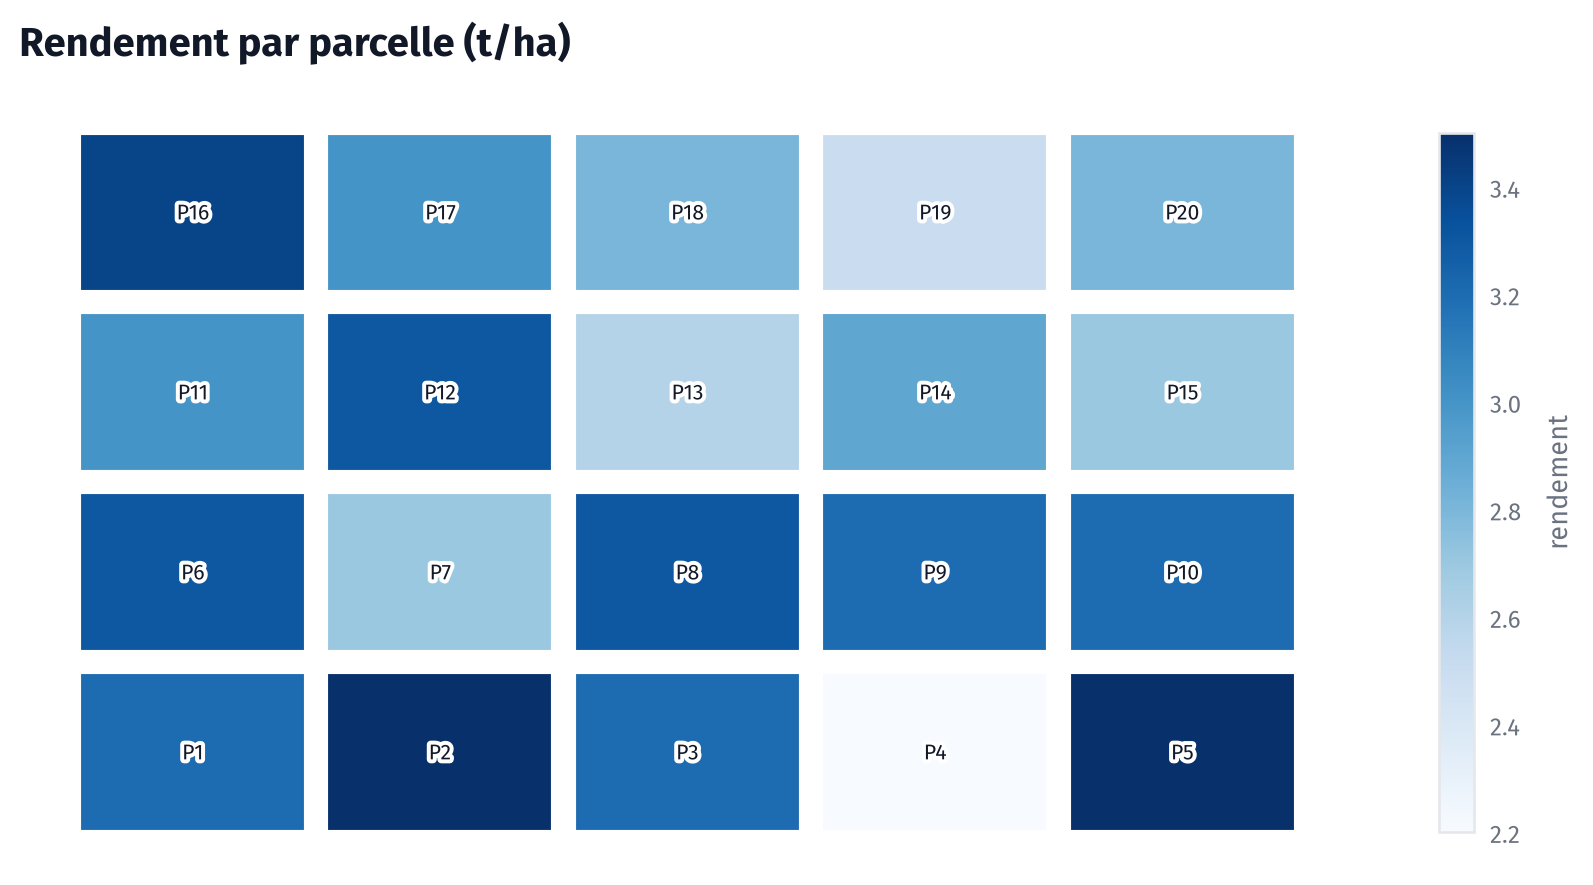 Rendement par parcelle (t/ha)
P16 P17 P18 P19 P20
P11 P12 P13 P14 P15
P6 P7 P8 P9 P10
P1 P2 P3 P4 P5
3.4
3.2
3.0
2.8
2.6
2.4
2.2
rendement